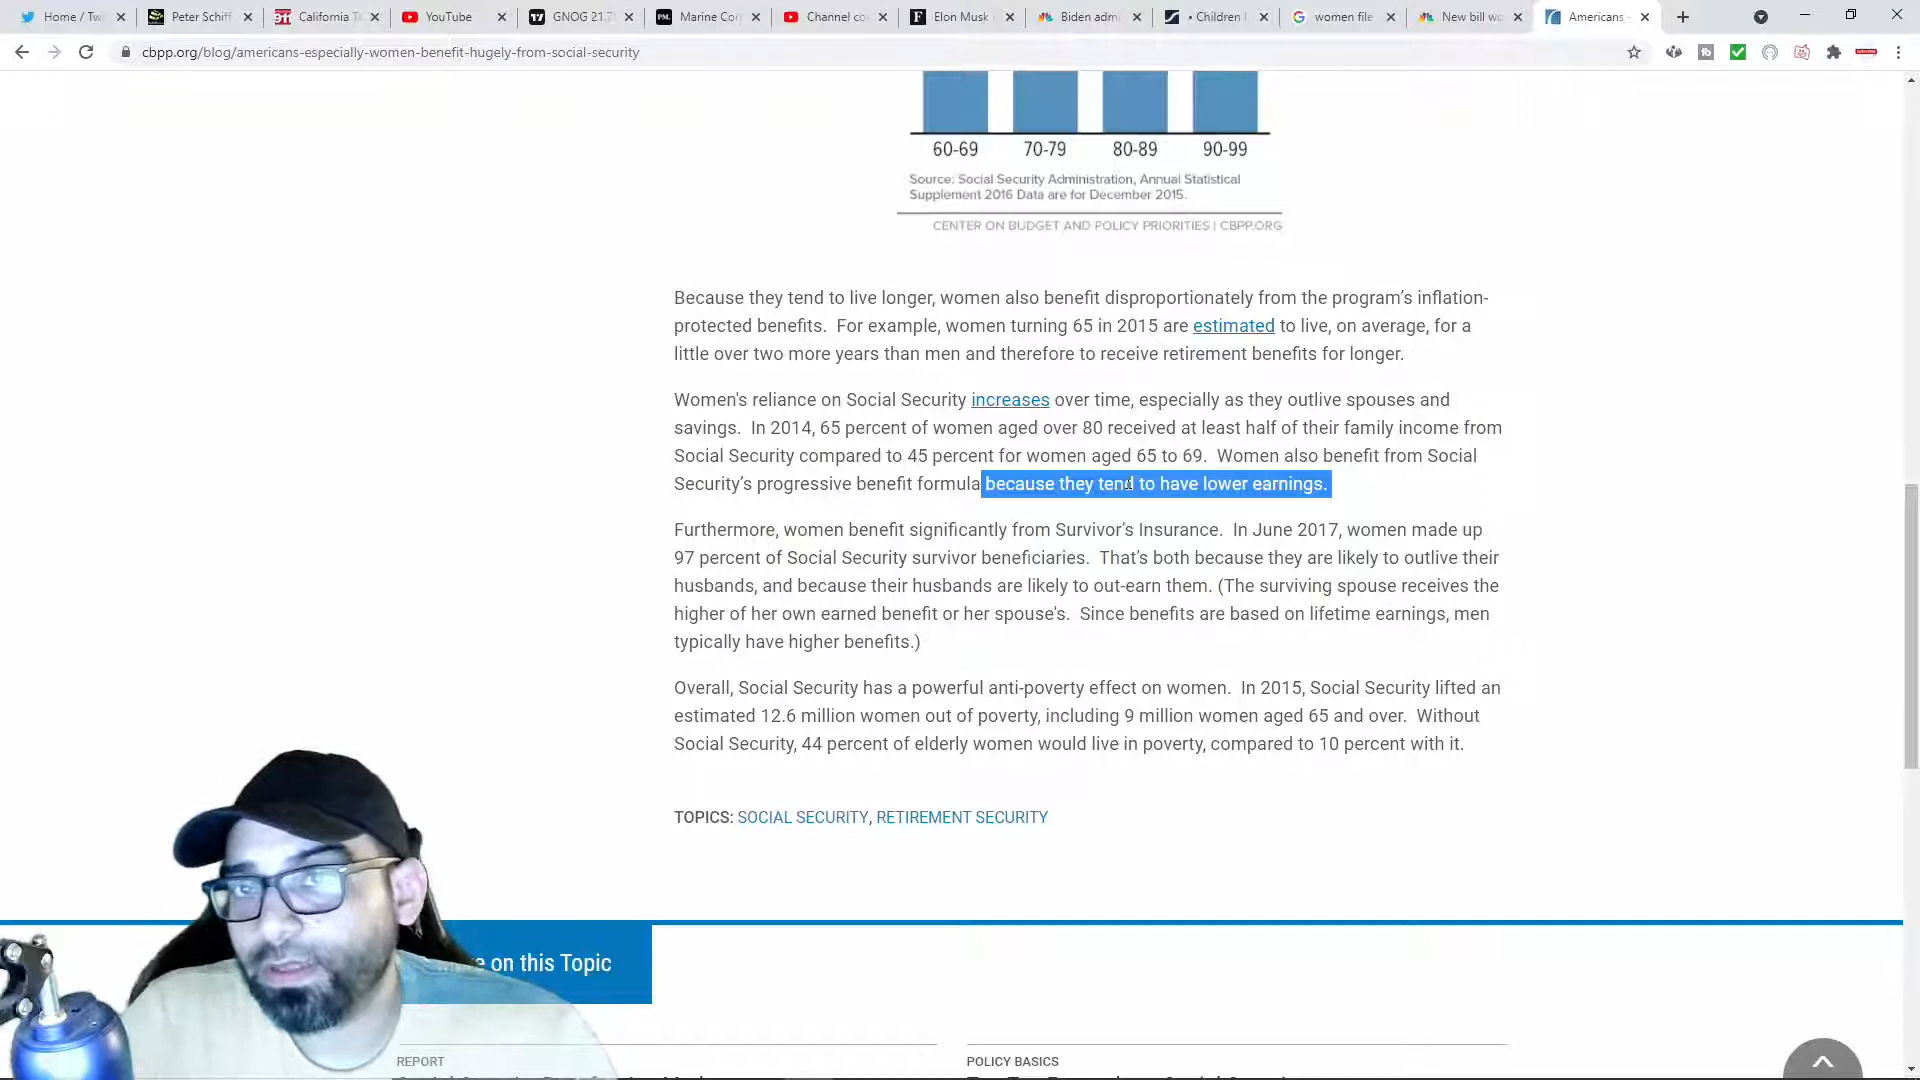 Home / Tw
Peter Schiff
California T
YouTube
GNOG 21.7
Marine Cor
Channel co
Elon Musk
Biden adm
• Children
women file
New bill wo
Americans -
cbpp.org/blog/americans-especially-women-benefit-hugely-from-social-security
60-69 70-79 80-89 90-99
Source: Social Security Administration, Annual Statistical
Supplement 2016 Data are for December 2015.
CENTER ON BUDGET AND POLICY PRIORITIES | CBPP.ORG
Because they tend to live longer, women also benefit disproportionately from the program’s inflation-
protected benefits. For example, women turning 65 in 2015 are estimated to live, on average, for a
little over two more years than men and therefore to receive retirement benefits for longer.
Women's reliance on Social Security increases over time, especially as they outlive spouses and
savings. In 2014, 65 percent of women aged over 80 received at least half of their family income from
Social Security compared to 45 percent for women aged 65 to 69. Women also benefit from Social
Security’s progressive benefit formula because they tend to have lower earnings.
Furthermore, women benefit significantly from Survivor’s Insurance. In June 2017, women made up
97 percent of Social Security survivor beneficiaries. That’s both because they are likely to outlive their
husbands, and because their husbands are likely to out-earn them. (The surviving spouse receives the
higher of her own earned benefit or her spouse's. Since benefits are based on lifetime earnings, men
typically have higher benefits.)
Overall, Social Security has a powerful anti-poverty effect on women. In 2015, Social Security lifted an
estimated 12.6 million women out of poverty, including 9 million women aged 65 and over. Without
Social Security, 44 percent of elderly women would live in poverty, compared to 10 percent with it.
TOPICS: SOCIAL SECURITY, RETIREMENT SECURITY
on this Topic
REPORT
POLICY BASICS